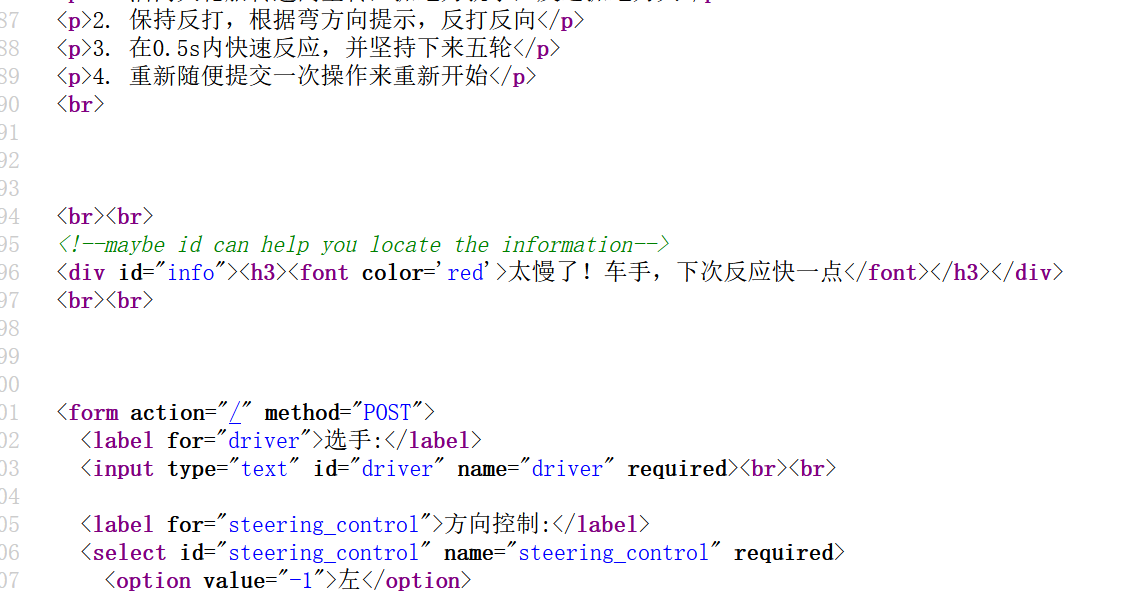 87 <p>2. 保持反打，根据弯方向提示，反打反向</p>
88 <p>3. 在0.5s内快速反应，并坚持下来五轮</p>
89 <p>4. 重新随便提交一次操作来重新开始</p>
90 <br>
91
92
93
94 <br><br>
95 <!--maybe id can help you locate the information-->
96 <div id="info"><h3><font color='red'>太慢了！车手，下次反应快一点</font></h3></div>
97 <br><br>
98
99
00
01 <form action="/" method="POST">
02 <label for="driver">选手:</label>
03 <input type="text" id="driver" name="driver" required><br><br>
04
05 <label for="steering_control">方向控制:</label>
06 <select id="steering_control" name="steering_control" required>
07 <option value="-1">左</option>